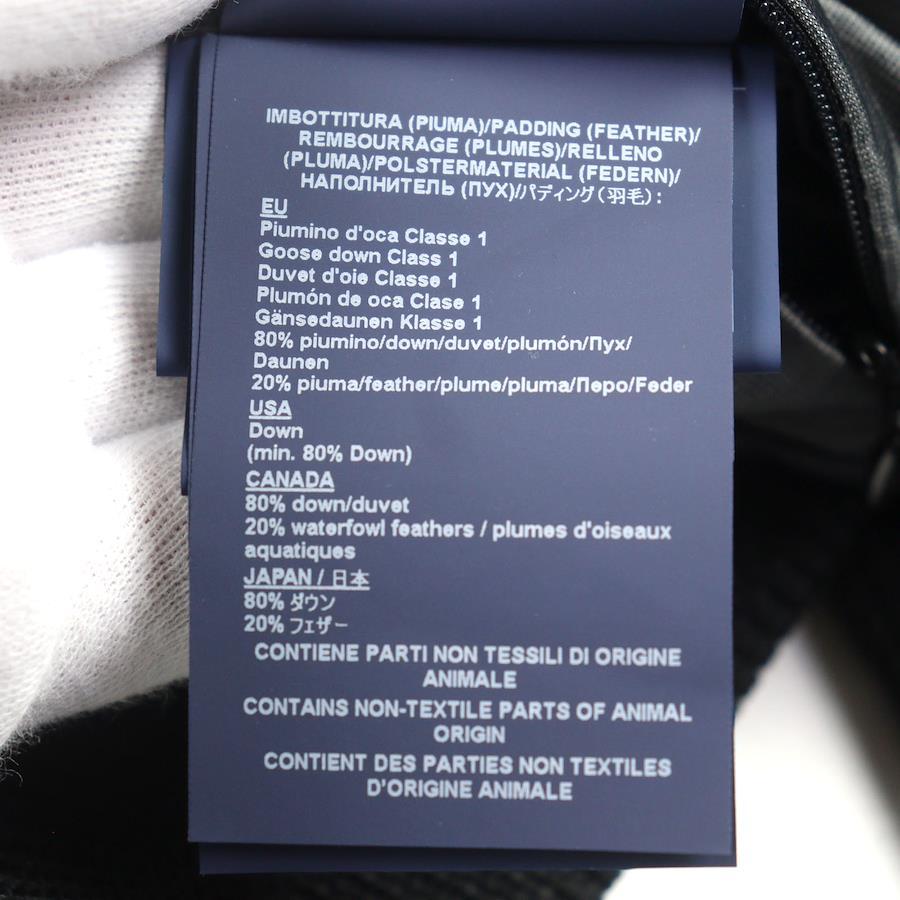 IMBOTTITURA (PIUMA)/PADDING (FEATHER)/
REMBOURRAGE (PLUMES)/RELLENO
(PLUMA)/POLSTERMATERIAL (FEDERN)/
НАПОЛНИТЕЛЬ (ПУХ)/パディング(羽毛):
EU
Piumino d'oca Classe 1
Goose down Class 1
Duvet d'oie Classe 1
Plumón de oca Clase 1
Gänsedaunen Klasse 1
80% piumino/down/duvet/plumón/Пух/
Daunen
20% piuma/feather/plume/pluma/Перо/Feder
USA
Down
(min. 80% Down)
CANADA
80% down/duvet
20% waterfowl feathers / plumes d'oiseaux
aquatiques
JAPAN / 日本
80% ダウン
20% フェザー
CONTIENE PARTI NON TESSILI DI ORIGINE
ANIMALE
CONTAINS NON-TEXTILE PARTS OF ANIMAL
ORIGIN
CONTIENT DES PARTIES NON TEXTILES
D'ORIGINE ANIMALE